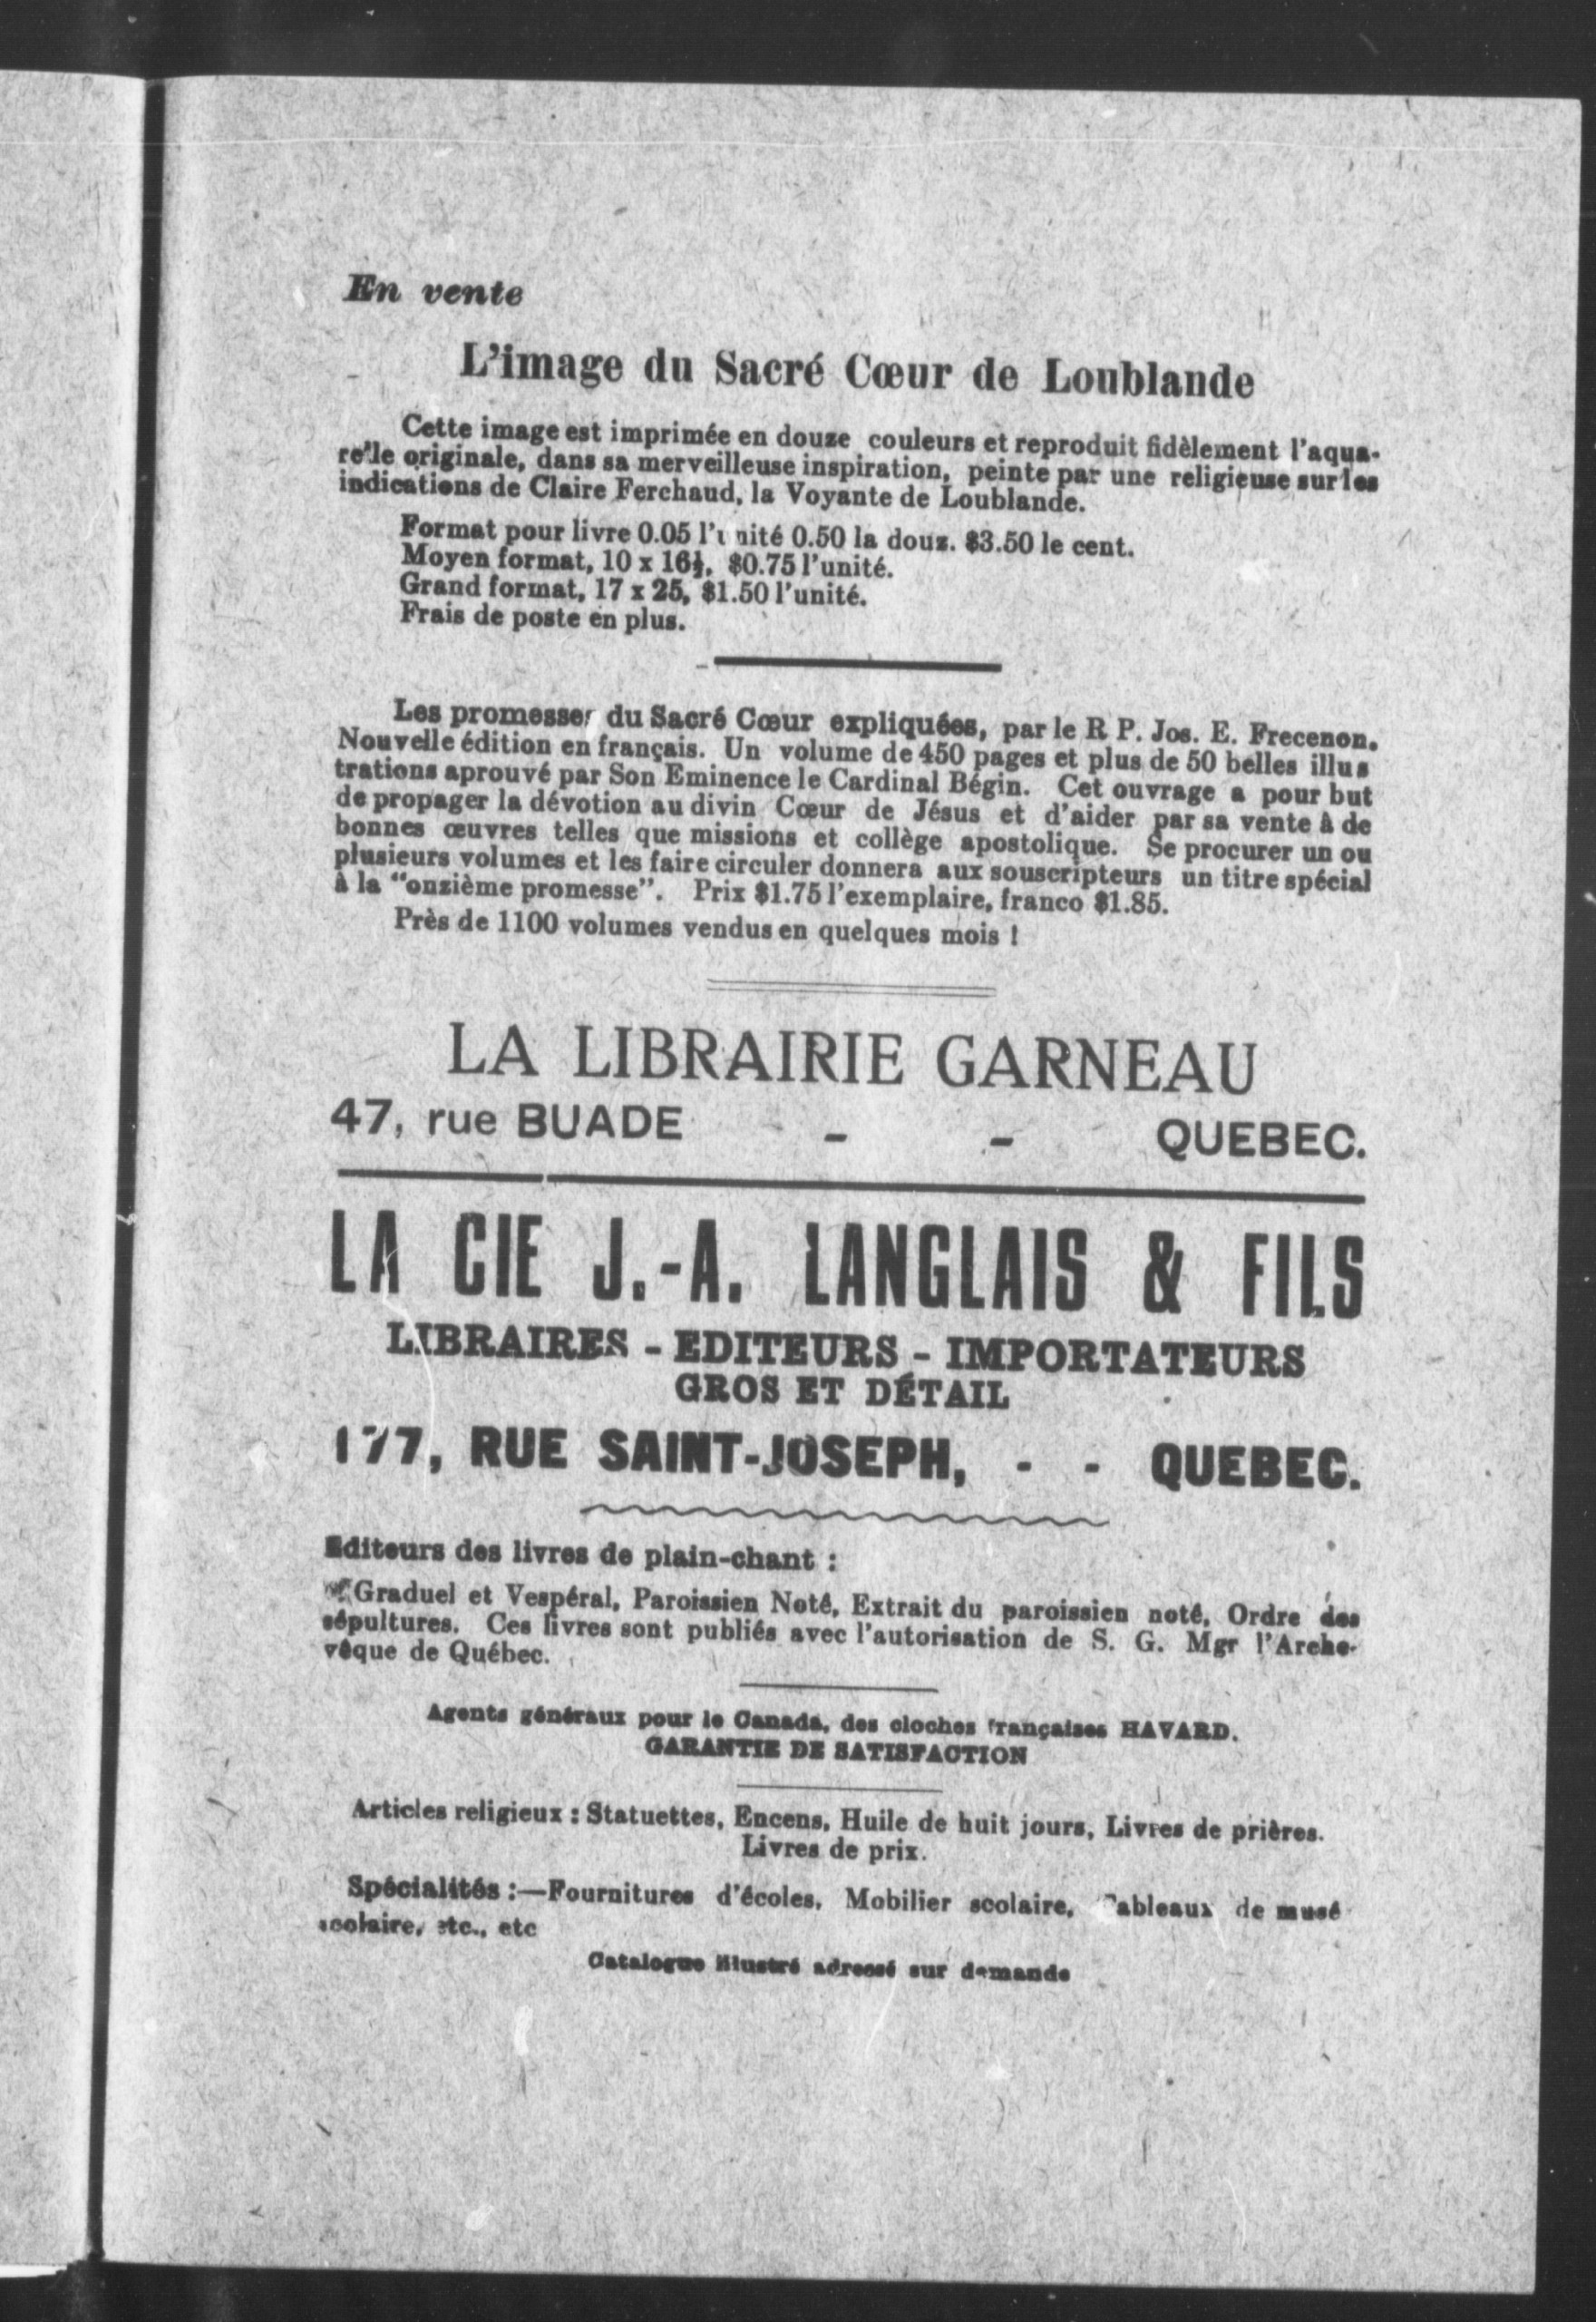 En vente
L'image du Sacré Cœur de Loublande
Cette image est imprimée en douze couleurs et reproduit fidèlement l'aqua-
relle originale, dans sa merveilleuse inspiration, peinte par une religieuse sur les
indications de Claire Ferchaud, la Voyante de Loublande.
Format pour livre 0.05 l'unité 0.50 la douz. $3.50 le cent.
Moyen format, 10 x 16½, $0.75 l'unité.
Grand format, 17 x 25, $1.50 l'unité.
Frais de poste en plus.
Les promesses du Sacré Cœur expliquées, par le R P. Jos. E. Frecenon.
Nouvelle édition en français. Un volume de 450 pages et plus de 50 belles illus
trations aprouvé par Son Eminence le Cardinal Bégin. Cet ouvrage a pour but
de propager la dévotion au divin Cœur de Jésus et d'aider par sa vente à de
bonnes œuvres telles que missions et collège apostolique. Se procurer un ou
plusieurs volumes et les faire circuler donnera aux souscripteurs un titre spécial
à la "onzième promesse". Prix $1.75 l'exemplaire, franco $1.85.
Près de 1100 volumes vendus en quelques mois !
LA LIBRAIRIE GARNEAU
47, rue BUADE - - QUEBEC.
LA CIE J.-A. LANGLAIS & FILS
LIBRAIRES - EDITEURS - IMPORTATEURS
GROS ET DÉTAIL
177, RUE SAINT-JOSEPH, - - QUEBEC.
Editeurs des livres de plain-chant :
Graduel et Vespéral, Paroissien Noté, Extrait du paroissien noté, Ordre des
sépultures. Ces livres sont publiés avec l'autorisation de S. G. Mgr l'Arche-
vêque de Québec.
Agents généraux pour le Canada, des cloches françaises HAVARD.
GARANTIE DE SATISFACTION
Articles religieux : Statuettes, Encens, Huile de huit jours, Livres de prières.
Livres de prix.
Spécialités :—Fournitures d'écoles, Mobilier scolaire, Tableaux de musé
scolaire, etc., etc
Catalogue illustré adressé sur demande